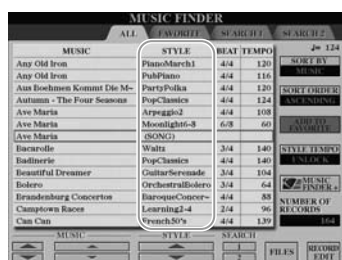 MUSIC FINDER
ALL FAVORITE SEARCH 1 SEARCH 2
MUSIC STYLE BEAT TEMPO
♩= 124
Any Old Iron PianoMarch1 4/4 120
Any Old Iron PubPiano 4/4 116
Aus Boehmen Kommt Die M~ PartyPolka 4/4 120
Autumn - The Four Seasons PopClassics 4/4 124
Ave Maria Arpeggio2 4/4 108
Ave Maria Moonlight6-8 6/8 60
Ave Maria (SONG)
Bacarolle Waltz 3/4 140
Badinerie PopClassics 4/4 140
Beautiful Dreamer GuitarSerenade 3/4 104
Bolero OrchestralBolero 3/4 64
Brandenburg Concertos BaroqueConcer~ 4/4 88
Camptown Races Learning2-4 2/4 96
Can Can French50's 4/4 139
SORT BY
MUSIC
SORT ORDER
ASCENDING
ADD TO
FAVORITE
STYLE TEMPO
UNLOCK
MUSIC
FINDER +
NUMBER OF
RECORDS
164
MUSIC STYLE SEARCH
1
2
FILES
RECORD
EDIT